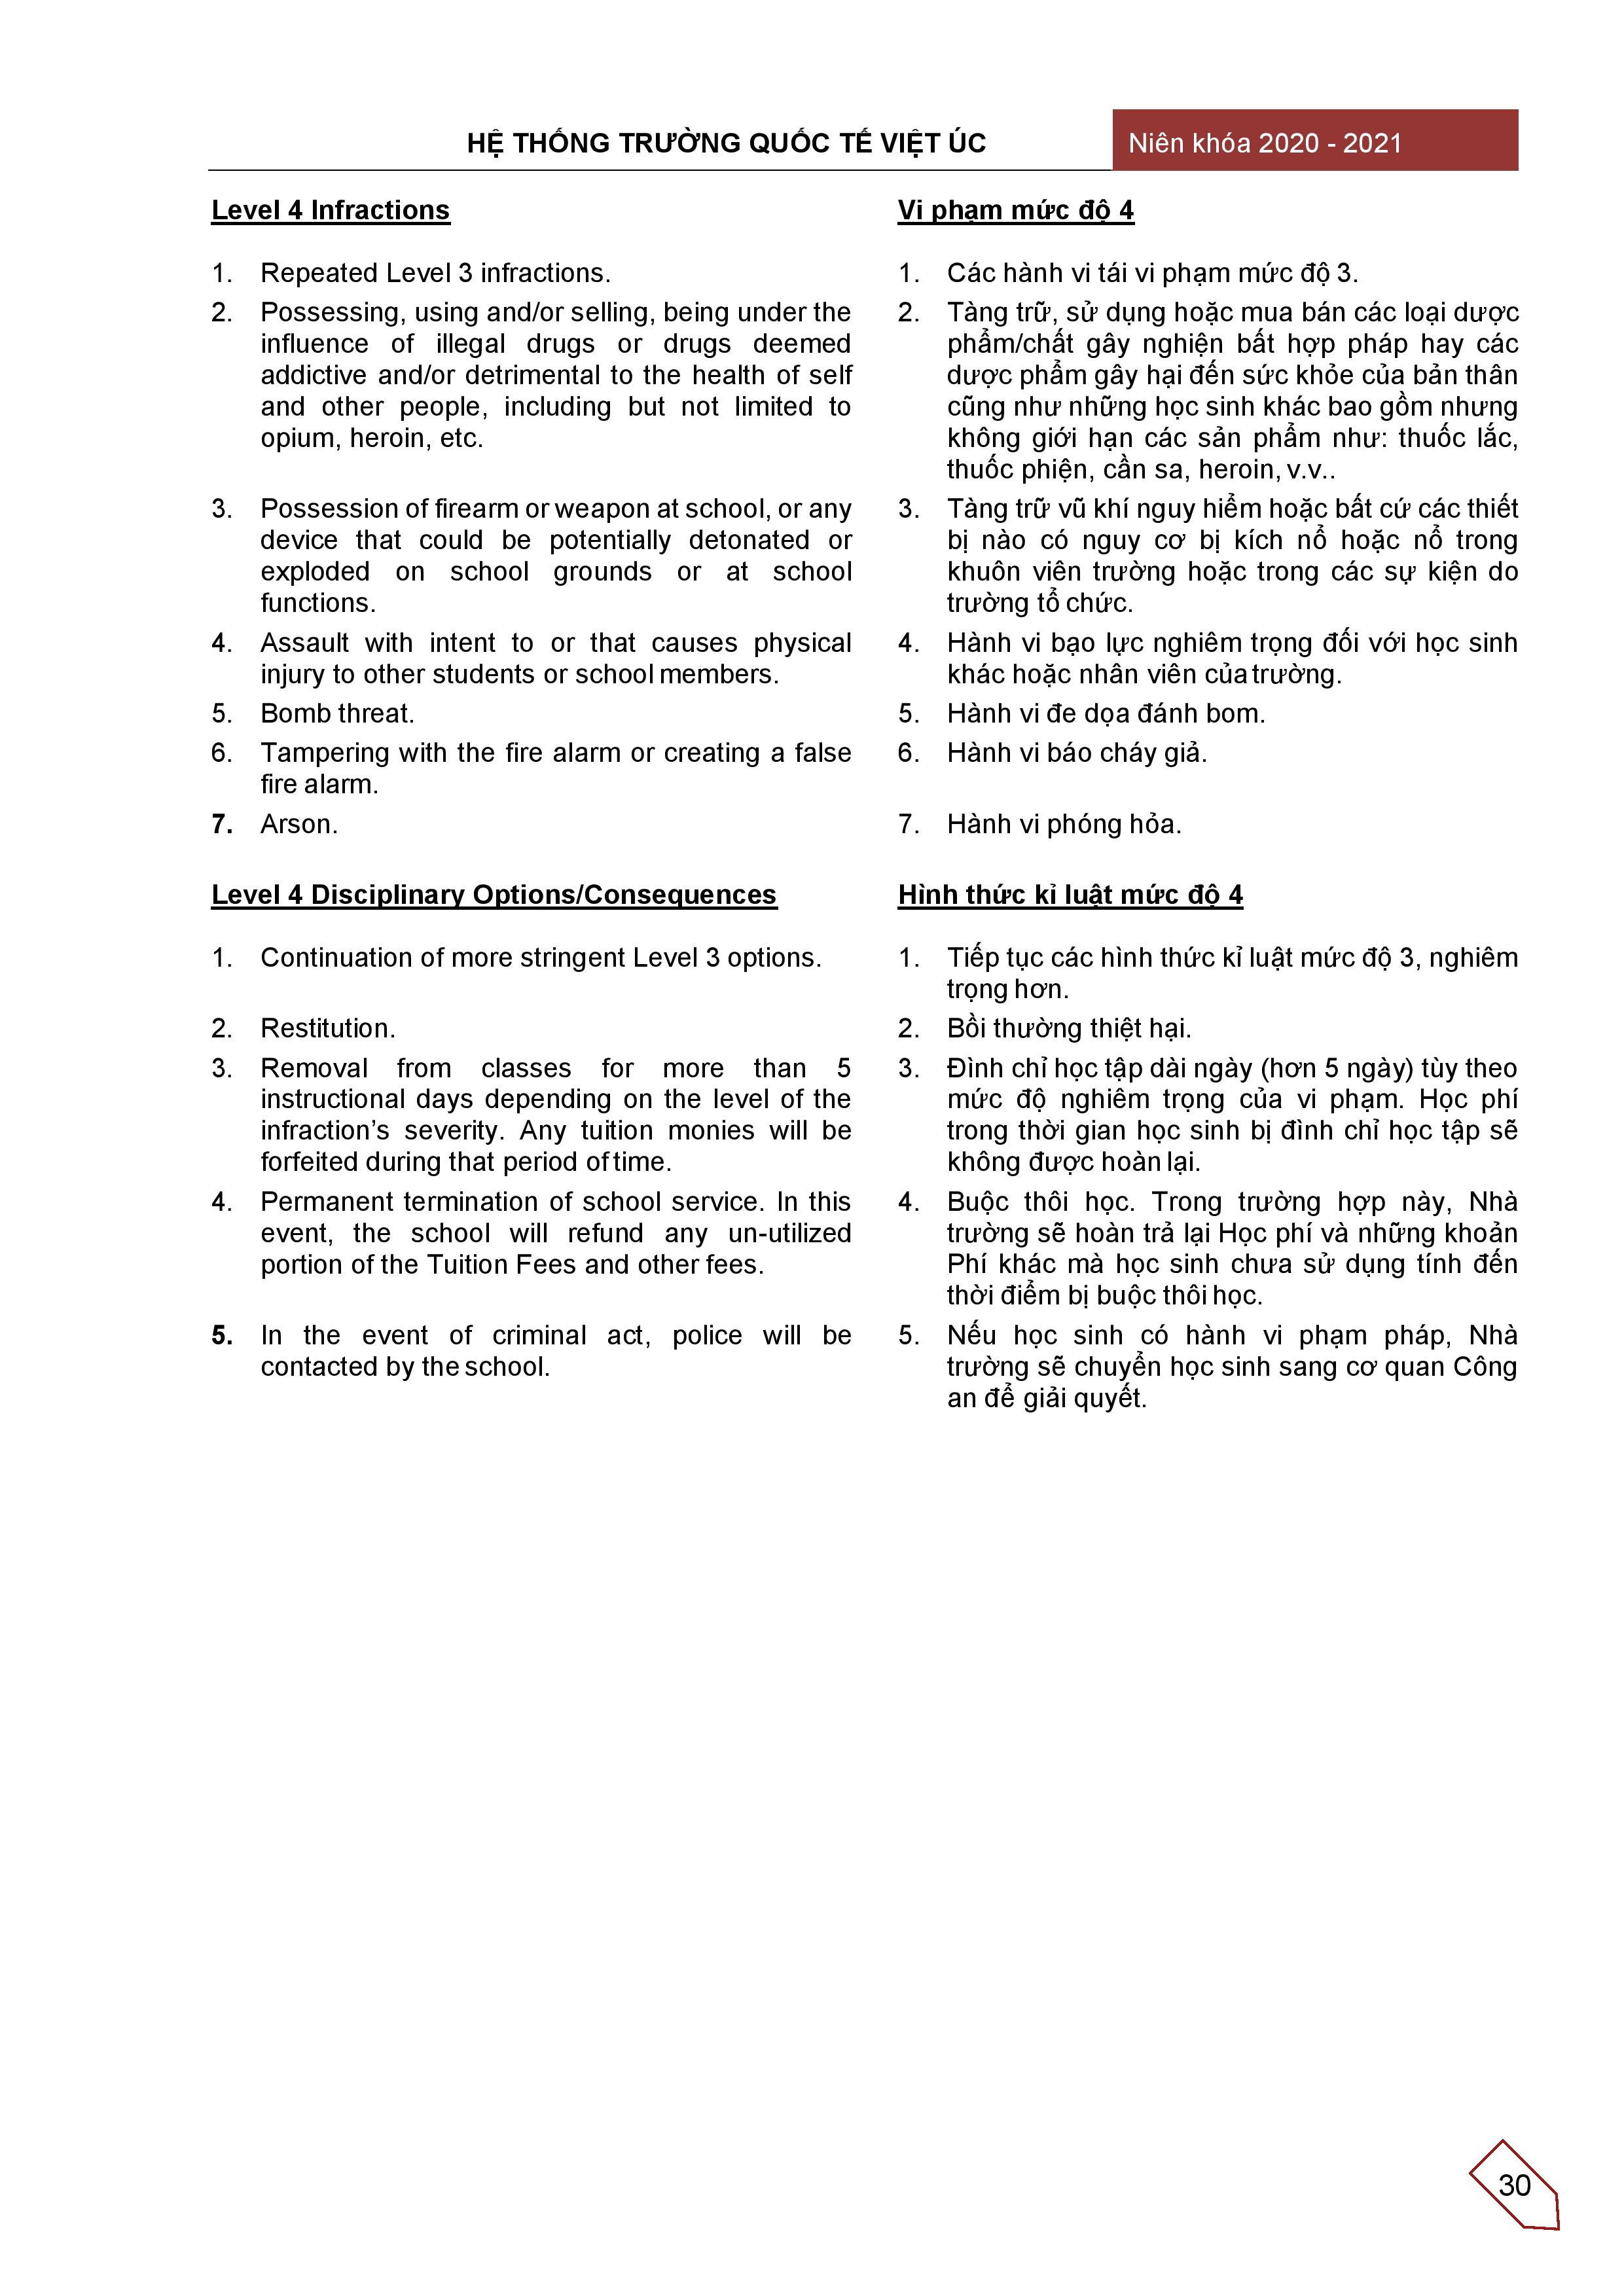 HỆ THỐNG TRƯỜNG QUỐC TẾ VIỆT ÚC
Niên khóa 2020 - 2021
Level 4 Infractions
1. Repeated Level 3 infractions.
2. Possessing, using and/or selling, being under the
influence of illegal drugs or drugs deemed
addictive and/or detrimental to the health of self
and other people, including but not limited to
opium, heroin, etc.
3. Possession of firearm or weapon at school, or any
device that could be potentially detonated or
exploded on school grounds or at school
functions.
4. Assault with intent to or that causes physical
injury to other students or school members.
5. Bomb threat.
6. Tampering with the fire alarm or creating a false
fire alarm.
7. Arson.
Level 4 Disciplinary Options/Consequences
1. Continuation of more stringent Level 3 options.
2. Restitution.
3. Removal from classes for more than 5
instructional days depending on the level of the
infraction’s severity. Any tuition monies will be
forfeited during that period of time.
4. Permanent termination of school service. In this
event, the school will refund any un-utilized
portion of the Tuition Fees and other fees.
5. In the event of criminal act, police will be
contacted by the school.
Vi phạm mức độ 4
1. Các hành vi tái vi phạm mức độ 3.
2. Tàng trữ, sử dụng hoặc mua bán các loại dược
phẩm/chất gây nghiện bất hợp pháp hay các
dược phẩm gây hại đến sức khỏe của bản thân
cũng như những học sinh khác bao gồm nhưng
không giới hạn các sản phẩm như: thuốc lắc,
thuốc phiện, cần sa, heroin, v.v..
3. Tàng trữ vũ khí nguy hiểm hoặc bất cứ các thiết
bị nào có nguy cơ bị kích nổ hoặc nổ trong
khuôn viên trường hoặc trong các sự kiện do
trường tổ chức.
4. Hành vi bạo lực nghiêm trọng đối với học sinh
khác hoặc nhân viên của trường.
5. Hành vi đe dọa đánh bom.
6. Hành vi báo cháy giả.
7. Hành vi phóng hỏa.
Hình thức kỉ luật mức độ 4
1. Tiếp tục các hình thức kỉ luật mức độ 3, nghiêm
trọng hơn.
2. Bồi thường thiệt hại.
3. Đình chỉ học tập dài ngày (hơn 5 ngày) tùy theo
mức độ nghiêm trọng của vi phạm. Học phí
trong thời gian học sinh bị đình chỉ học tập sẽ
không được hoàn lại.
4. Buộc thôi học. Trong trường hợp này, Nhà
trường sẽ hoàn trả lại Học phí và những khoản
Phí khác mà học sinh chưa sử dụng tính đến
thời điểm bị buộc thôi học.
5. Nếu học sinh có hành vi phạm pháp, Nhà
trường sẽ chuyển học sinh sang cơ quan Công
an để giải quyết.
30